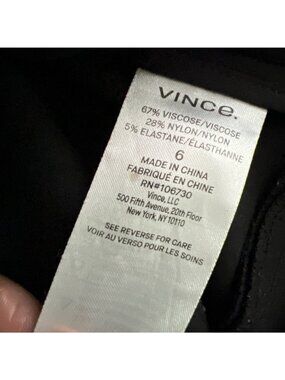 VINCE.
67% VISCOSE/VISCOSE
28% NYLON/NYLON
5% ELASTANE/ÉLASTHANNE
6
MADE IN CHINA
FABRIQUÉ EN CHINE
RN#106730
Vince, LLC
500 Fifth Avenue, 20th Floor
New York, NY 10110
SEE REVERSE FOR CARE
VOIR AU VERSO POUR LES SOINS